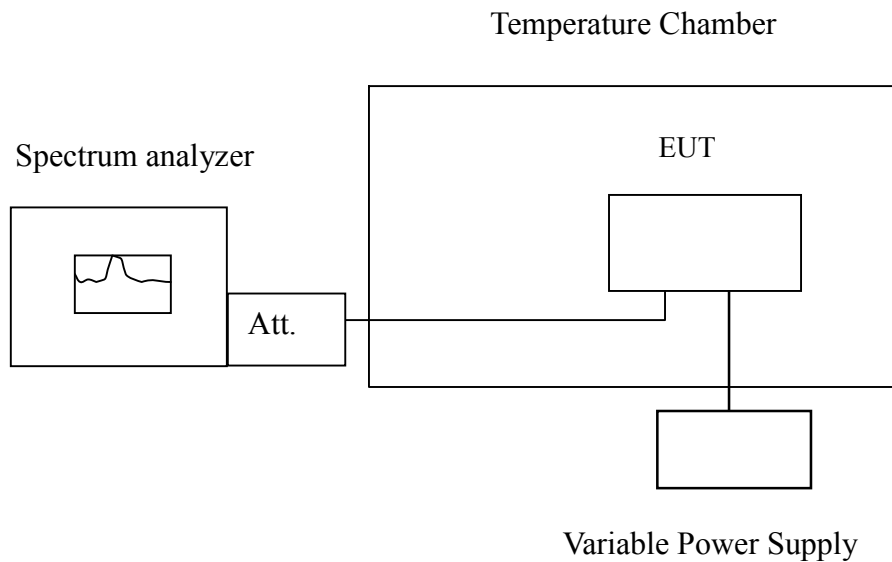 Temperature Chamber
Spectrum analyzer
EUT
Att.
Variable Power Supply